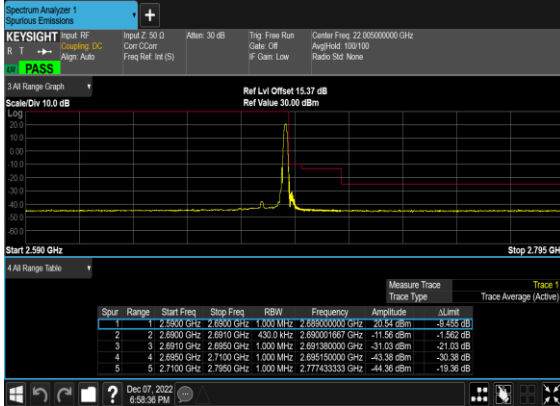 Spectrum Analyzer 1
Spurious Emissions
KEYSIGHT Input: RF Input Z: 50 Ω Atten: 30 dB Trig: Free Run Center Freq: 22.005000000 GHz
R T Coupling: DC Corr CCorr Gate: Off Avg|Hold: 100/100
Align: Auto Freq Ref: Int (S) IF Gain: Low Radio Std: None
PASS
3 All Range Graph
Ref Lvl Offset 15.37 dB
Scale/Div 10.0 dB Ref Value 30.00 dBm
Log
20.0
10.0
0.00
-10.0
-20.0
-30.0
-40.0
-50.0
-60.0
Start 2.590 GHz Stop 2.795 GH
4 All Range Table
Measure Trace Trace 1
Trace Type Trace Average (Active)
Spur Range Start Freq Stop Freq RBW Frequency Amplitude ΔLimit
1 1 2.5900 GHz 2.6900 GHz 1.000 MHz 2.689000000 GHz 20.54 dBm -9.455 dB
2 2 2.6900 GHz 2.6910 GHz 430.0 kHz 2.690001667 GHz -11.56 dBm -1.562 dB
3 3 2.6910 GHz 2.6950 GHz 1.000 MHz 2.691380000 GHz -31.03 dBm -21.03 dB
4 4 2.6950 GHz 2.7100 GHz 1.000 MHz 2.695150000 GHz -43.38 dBm -30.38 dB
5 5 2.7100 GHz 2.7950 GHz 1.000 MHz 2.777433333 GHz -44.36 dBm -19.36 dB
Dec 07, 2022
6:58:36 PM